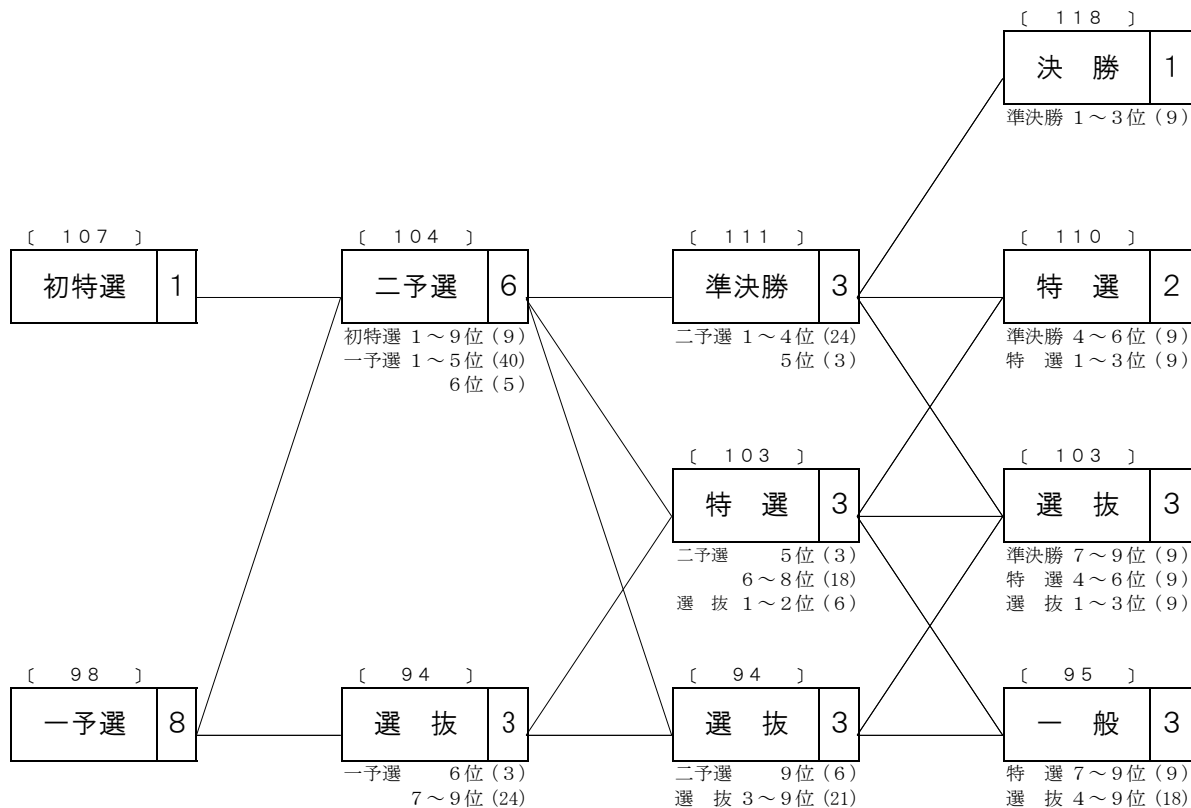 〔 118 〕
決 勝 1
準決勝 1～3位 (9)
〔 107 〕 〔 104 〕 〔 111 〕 〔 110 〕
初特選 1 二予選 6 準決勝 3 特 選 2
初特選 1～9位 (9) 二予選 1～4位 (24) 準決勝 4～6位 (9)
一予選 1～5位 (40) 5位 (3) 特 選 1～3位 (9)
6位 (5)
〔 103 〕 〔 103 〕
特 選 3 選 抜 3
二予選 5位 (3) 準決勝 7～9位 (9)
6～8位 (18) 特 選 4～6位 (9)
選 抜 1～2位 (6) 選 抜 1～3位 (9)
〔 98 〕 〔 94 〕 〔 94 〕 〔 95 〕
一予選 8 選 抜 3 選 抜 3 一 般 3
一予選 6位 (3) 二予選 9位 (6) 特 選 7～9位 (9)
7～9位 (24) 選 抜 3～9位 (21) 選 抜 4～9位 (18)